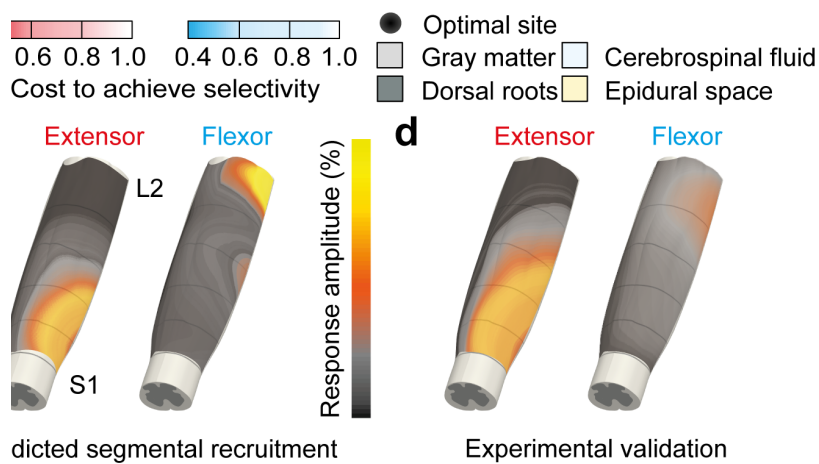 0.6 0.8 1.0
0.4 0.6 0.8 1.0
Cost to achieve selectivity
Optimal site
Gray matter
Cerebrospinal fluid
Dorsal roots
Epidural space
Extensor
Flexor
L2
S1
Response amplitude (%)
dicted segmental recruitment
d
Extensor
Flexor
Experimental validation